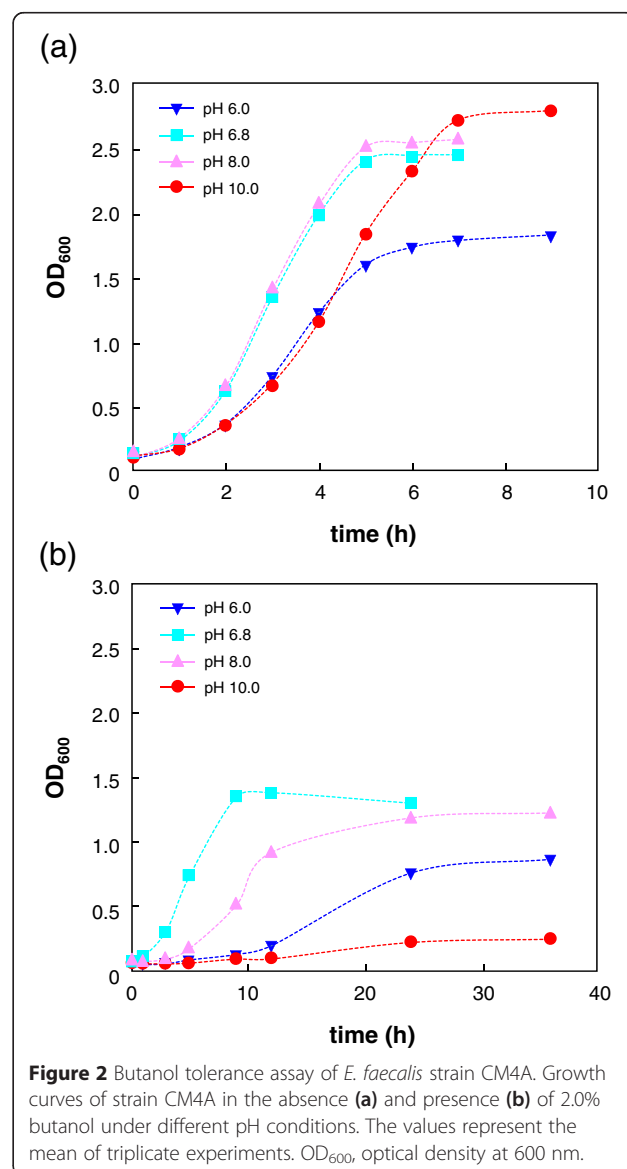 (a)
3.0
pH 6.0
pH 6.8
pH 8.0
pH 10.0
2.5
2.0
1.5
1.0
0.5
0
OD600
0 2 4 6 8 10
time (h)
(b)
3.0
pH 6.0
pH 6.8
pH 8.0
pH 10.0
2.5
2.0
1.5
1.0
0.5
0
OD600
0 10 20 30 40
time (h)
Figure 2 Butanol tolerance assay of E. faecalis strain CM4A. Growth
curves of strain CM4A in the absence (a) and presence (b) of 2.0%
butanol under different pH conditions. The values represent the
mean of triplicate experiments. OD600, optical density at 600 nm.